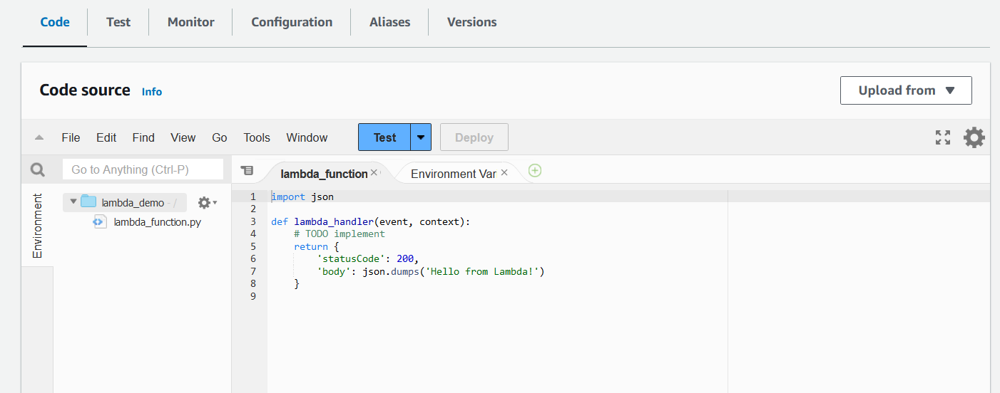 Code Test Monitor Configuration Aliases Versions
Code source Info
Upload from
File Edit Find View Go Tools Window Test Deploy
Go to Anything (Ctrl-P)
lambda_function
Environment Var
Environment
lambda_demo - /
lambda_function.py
1 import json
2
3 def lambda_handler(event, context):
4     # TODO implement
5     return {
6         'statusCode': 200,
7         'body': json.dumps('Hello from Lambda!')
8     }
9